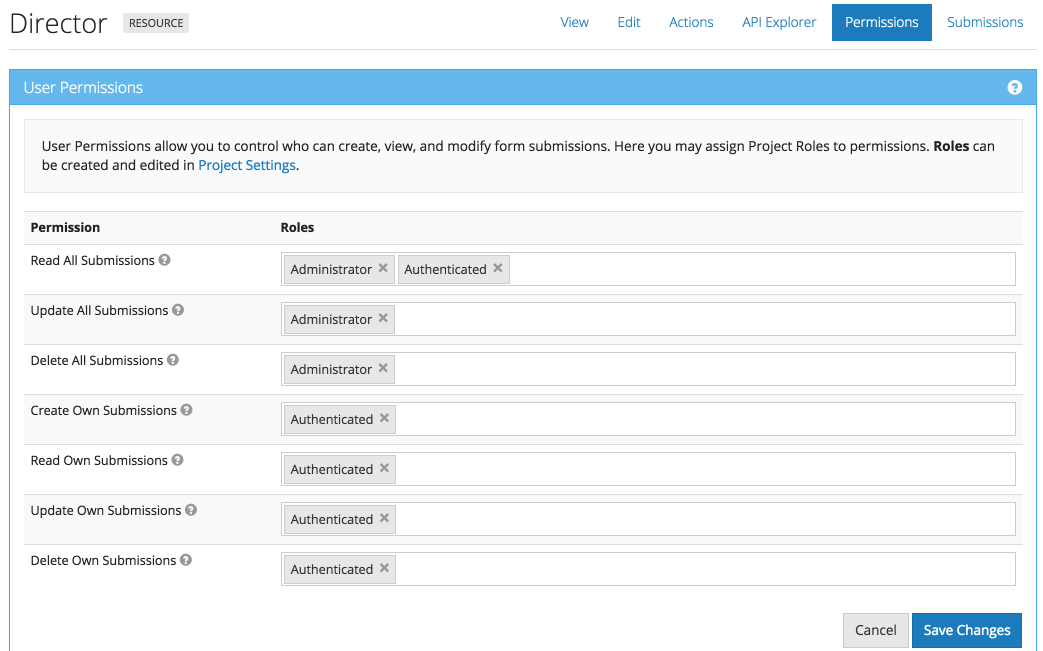 Director RESOURCE View Edit Actions API Explorer Permissions Submissions
User Permissions
User Permissions allow you to control who can create, view, and modify form submissions. Here you may assign Project Roles to permissions. Roles can
be created and edited in Project Settings.
Permission Roles
Read All Submissions Administrator Authenticated
Update All Submissions Administrator
Delete All Submissions Administrator
Create Own Submissions Authenticated
Read Own Submissions Authenticated
Update Own Submissions Authenticated
Delete Own Submissions Authenticated
Cancel Save Changes